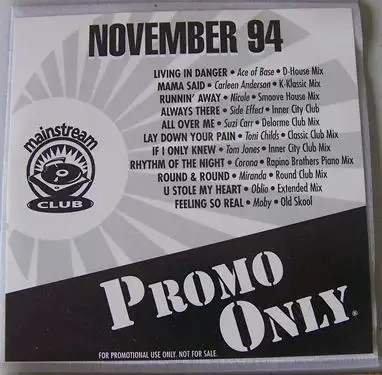 NOVEMBER 94
LIVING IN DANGER • Ace of Base • D-House Mix
MAMA SAID • Carleen Anderson • K-Klassic Mix
RUNNIN' AWAY • Nicole • Smoove House Mix
ALWAYS THERE • Side Effect • Inner City Club
ALL OVER ME • Suzi Carr • Delorme Club Mix
LAY DOWN YOUR PAIN • Toni Childs • Classic Club Mix
IF I ONLY KNEW • Tom Jones • Inner City Club Mix
RHYTHM OF THE NIGHT • Corona • Rapino Brothers Piano Mix
ROUND & ROUND • Miranda • Round Club Mix
U STOLE MY HEART • Oblio • Extended Mix
FEELING SO REAL • Moby • Old Skool
mainstream
CLUB
PROMO
ONLY®
FOR PROMOTIONAL USE ONLY. NOT FOR SALE.